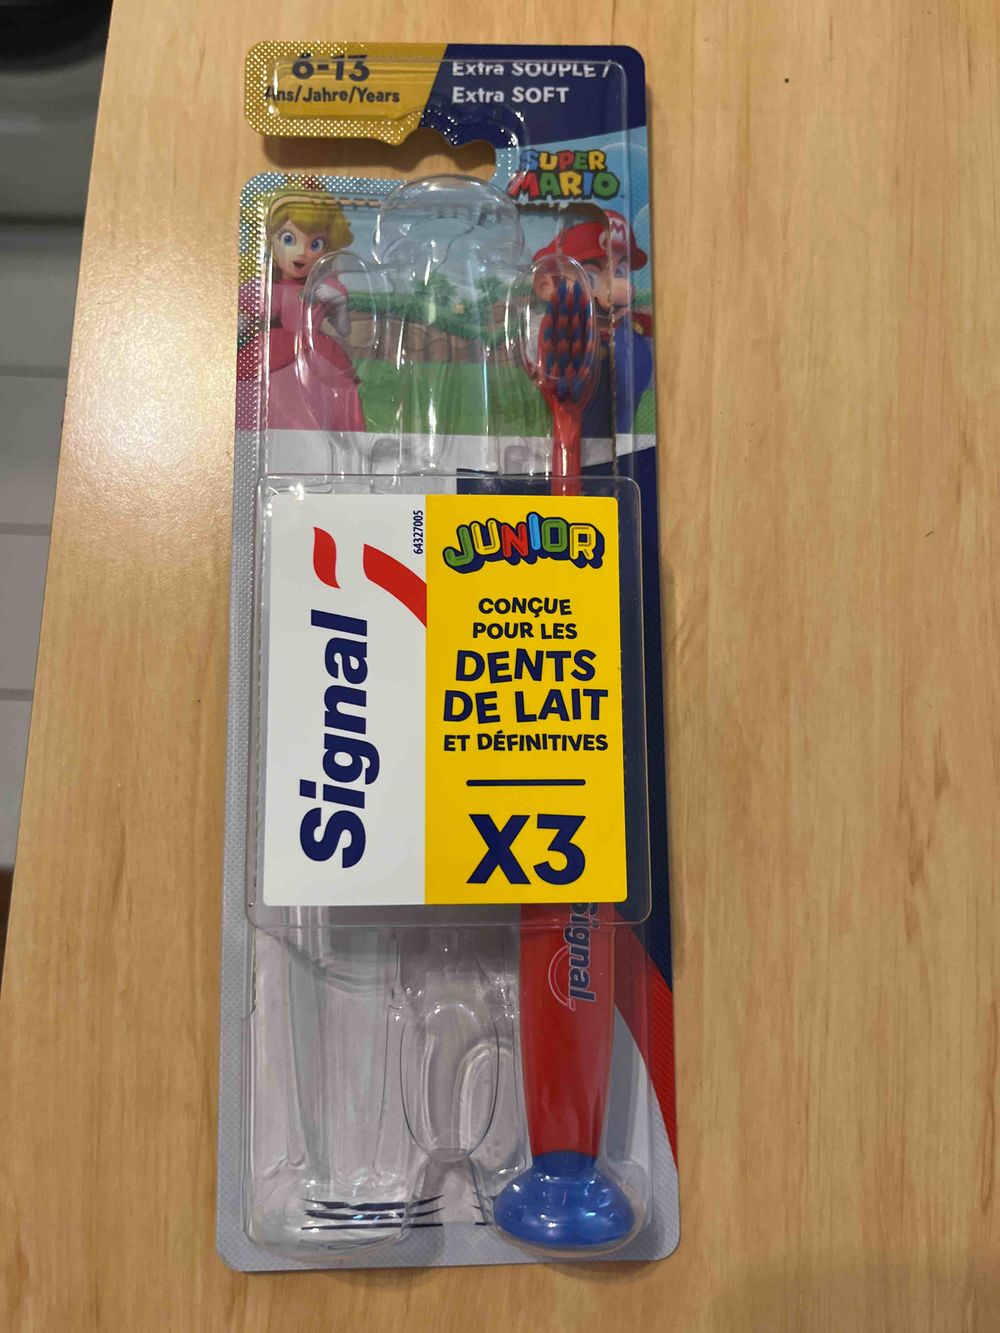 6-13
Ans/Jahre/Years
Extra SOUPLE /
Extra SOFT
SUPER
MARIO
M
Signal
64327005
JUNIOR
CONÇUE
POUR LES
DENTS
DE LAIT
ET DÉFINITIVES
X3
Signal